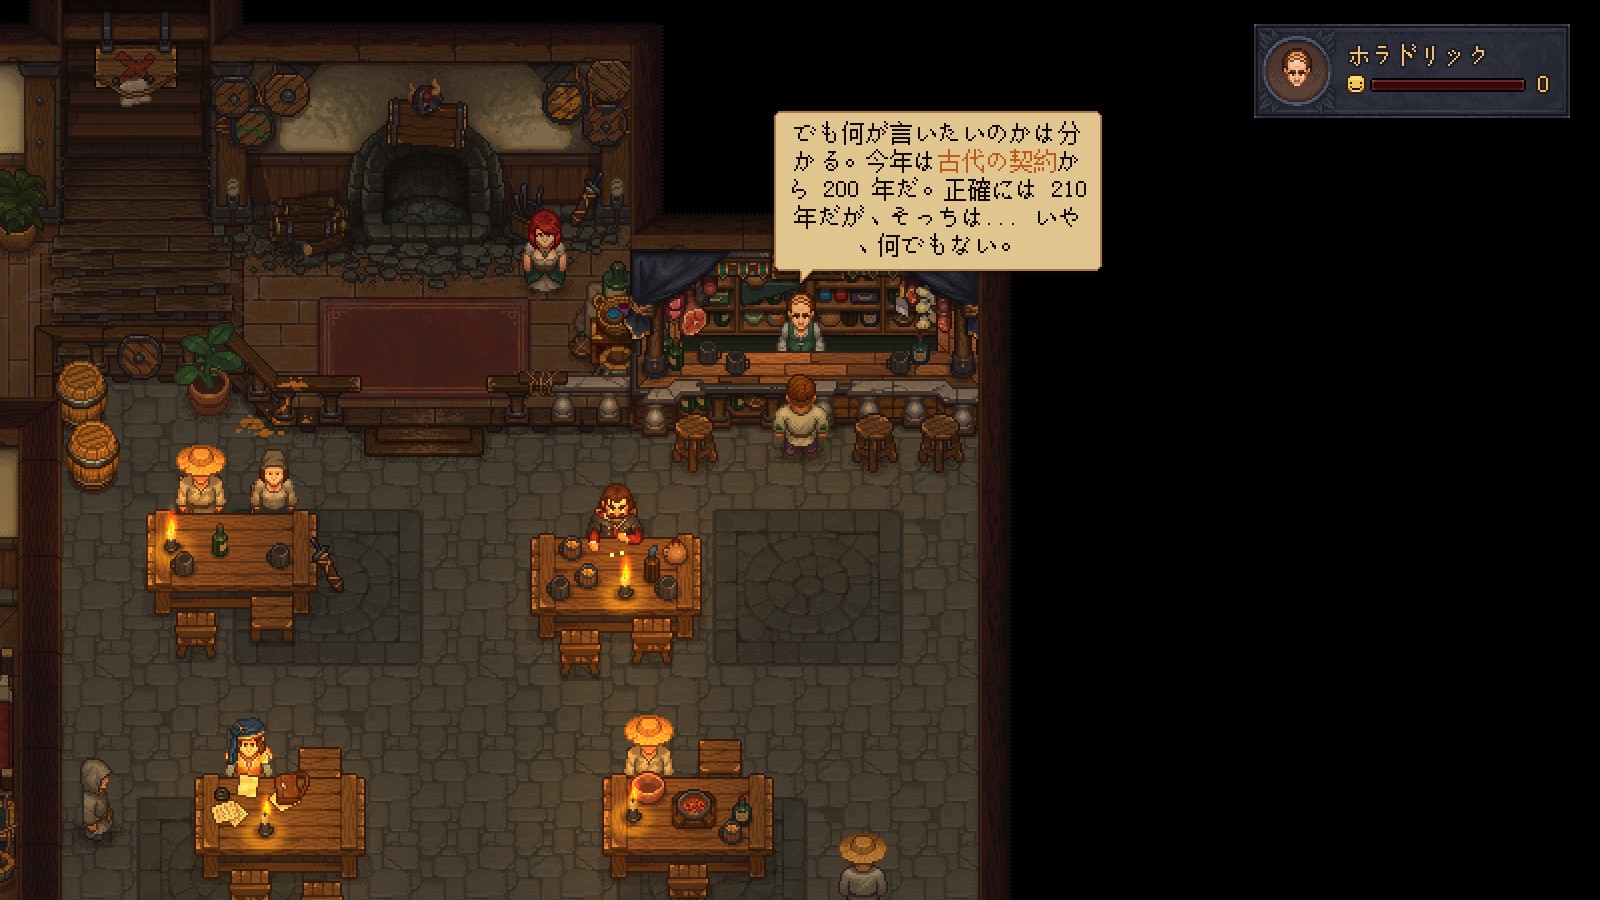 ホラドリック
0
でも何が言いたいのかは分
かる。今年は古代の契約か
ら 200 年だ。正確には 210
年だが、そっちは... いや
、何でもない。